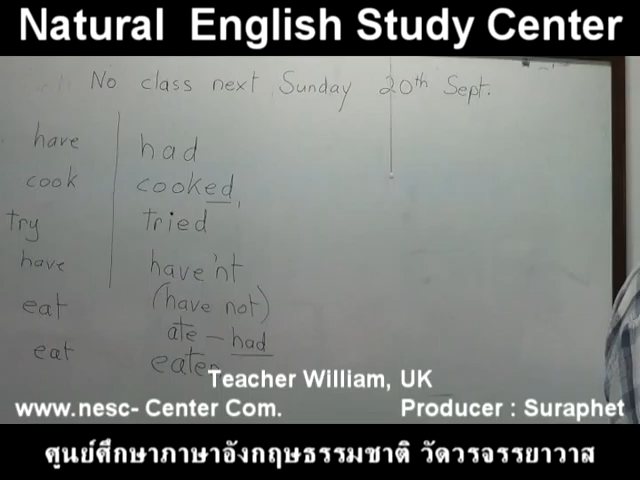 Natural English Study Center
No class next Sunday 20th Sept.
have had
cook cooked,
try tried
have have'nt
eat (have not)
ate – had
eat eaten
Teacher William, UK
www.nesc- Center Com. Producer : Suraphet
ศูนย์ศึกษาภาษาอังกฤษธรรมชาติ วัดวรจรรยาวาส